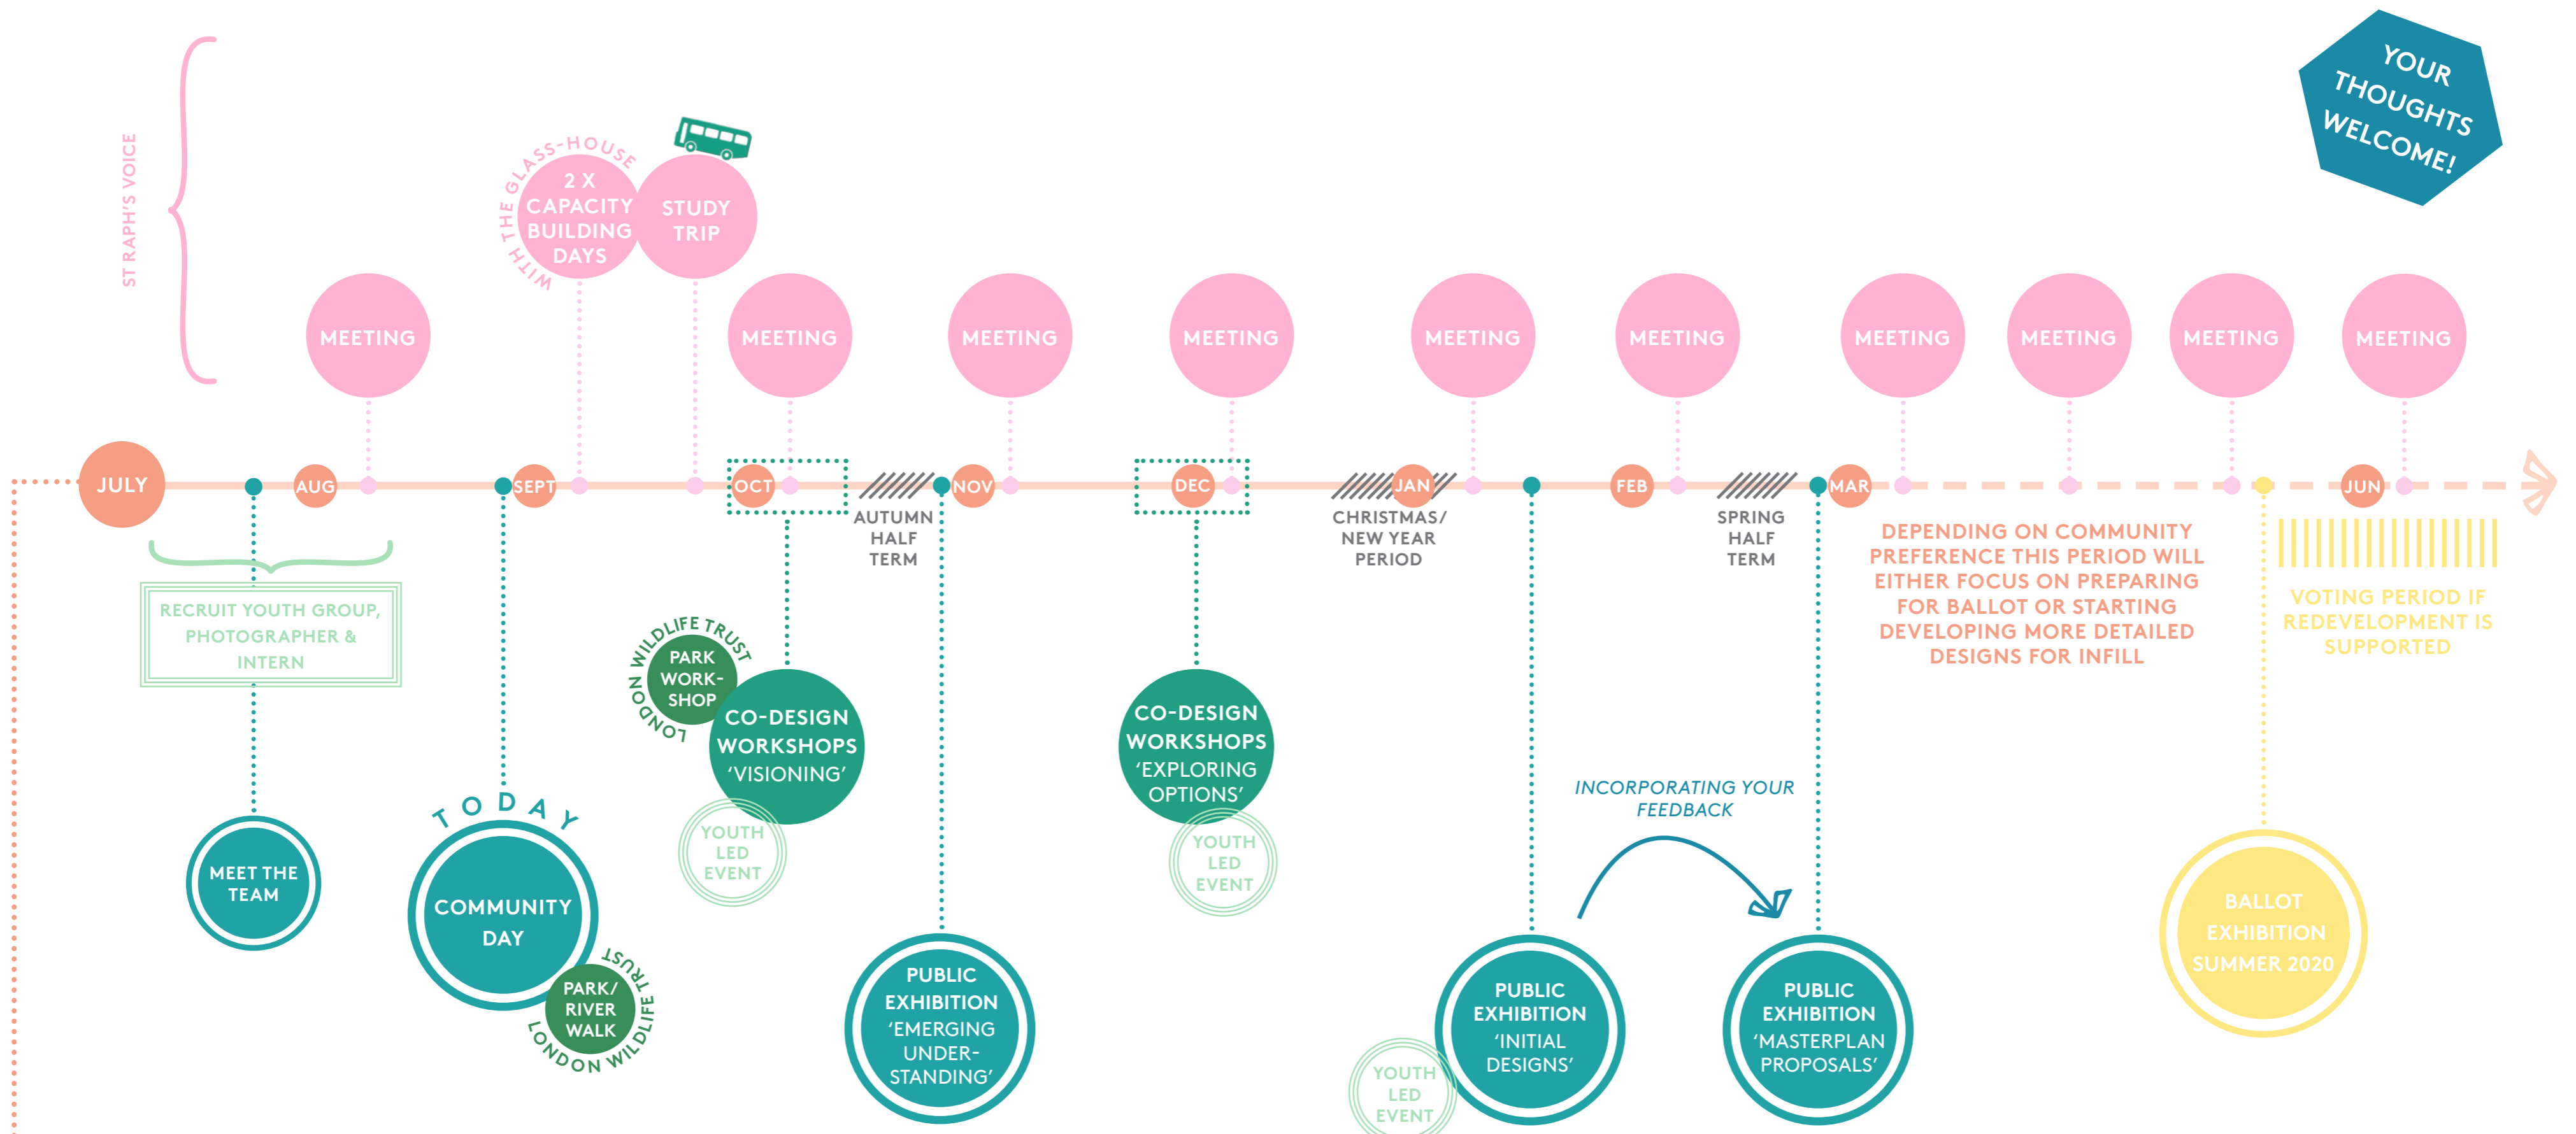 YOUR
THOUGHTS
WELCOME!
ST RAPH'S VOICE
WITH THE GLASS-HOUSE
2 X
CAPACITY
BUILDING
DAYS
STUDY
TRIP
MEETING
MEETING
MEETING
MEETING
MEETING
MEETING
MEETING
MEETING
MEETING
MEETING
JULY
AUG
SEPT
OCT
NOV
DEC
JAN
FEB
MAR
JUN
AUTUMN
HALF
TERM
CHRISTMAS/
NEW YEAR
PERIOD
SPRING
HALF
TERM
DEPENDING ON COMMUNITY
PREFERENCE THIS PERIOD WILL
EITHER FOCUS ON PREPARING
FOR BALLOT OR STARTING
DEVELOPING MORE DETAILED
DESIGNS FOR INFILL
VOTING PERIOD IF
REDEVELOPMENT IS
SUPPORTED
RECRUIT YOUTH GROUP,
PHOTOGRAPHER &
INTERN
MEET THE
TEAM
TODAY
COMMUNITY
DAY
PARK/
RIVER
WALK
LONDON WILDLIFE TRUST
LONDON WILDLIFE TRUST
PARK
WORK-
SHOP
CO-DESIGN
WORKSHOPS
'VISIONING'
YOUTH
LED
EVENT
PUBLIC
EXHIBITION
'EMERGING
UNDER-
STANDING'
CO-DESIGN
WORKSHOPS
'EXPLORING
OPTIONS'
YOUTH
LED
EVENT
INCORPORATING YOUR
FEEDBACK
PUBLIC
EXHIBITION
'INITIAL
DESIGNS'
YOUTH
LED
EVENT
PUBLIC
EXHIBITION
'MASTERPLAN
PROPOSALS'
BALLOT
EXHIBITION
SUMMER 2020